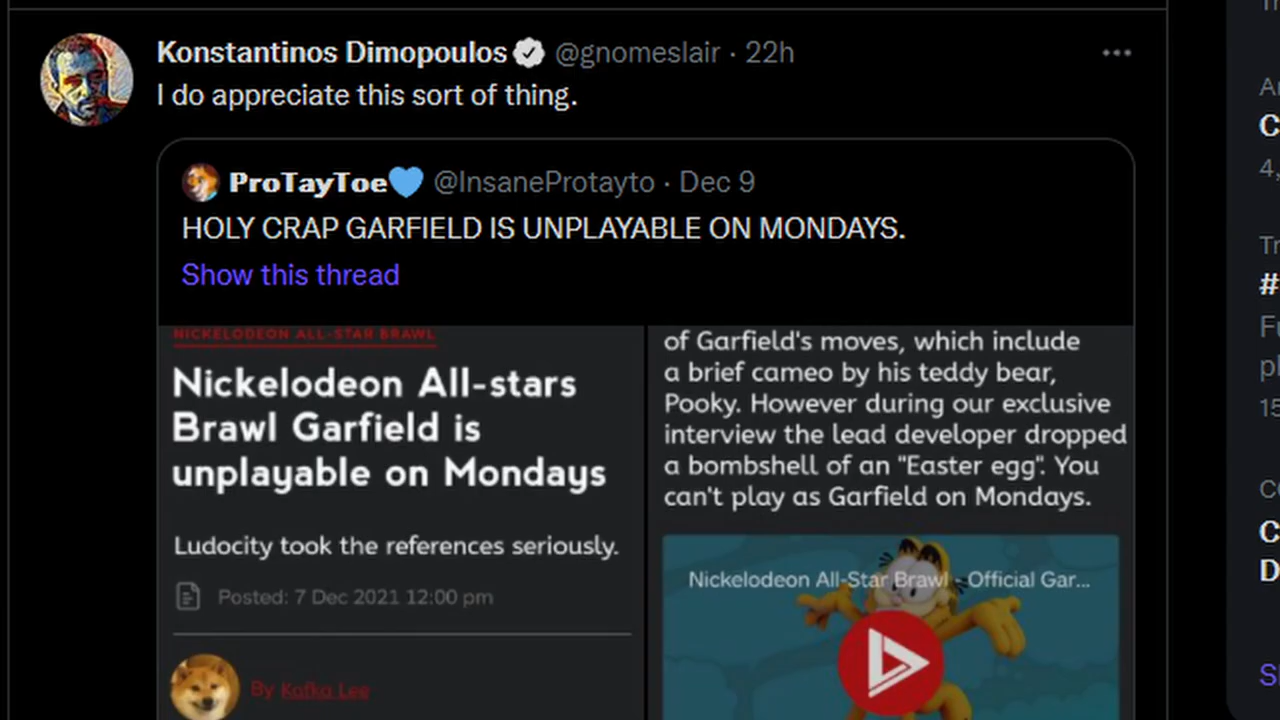 Konstantinos Dimopoulos @gnomeslair · 22h
I do appreciate this sort of thing.
ProTayToe💙 @InsaneProtayto · Dec 9
HOLY CRAP GARFIELD IS UNPLAYABLE ON MONDAYS.
Show this thread
NICKELODEON ALL-STAR BRAWL
Nickelodeon All-stars
Brawl Garfield is
unplayable on Mondays
Ludocity took the references seriously.
Posted: 7 Dec 2021 12:00 pm
By Kafka Lee
of Garfield's moves, which include
a brief cameo by his teddy bear,
Pooky. However during our exclusive
interview the lead developer dropped
a bombshell of an "Easter egg". You
can't play as Garfield on Mondays.
Nickelodeon All-Star Brawl - Official Gar...